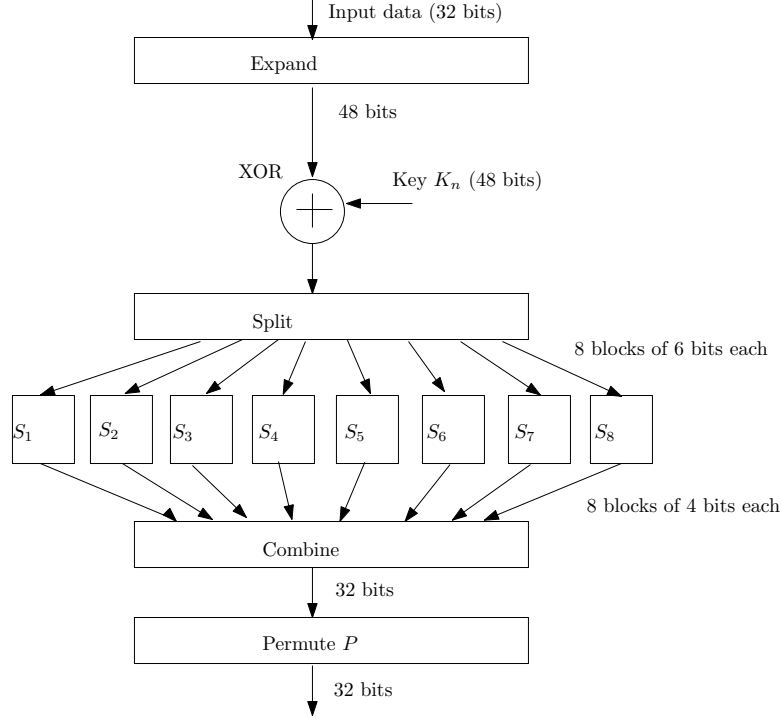 Input data (32 bits)
Expand
48 bits
XOR
Key $K_n$ (48 bits)
Split
8 blocks of 6 bits each
$S_1$ $S_2$ $S_3$ $S_4$ $S_5$ $S_6$ $S_7$ $S_8$
8 blocks of 4 bits each
Combine
32 bits
Permute $P$
32 bits